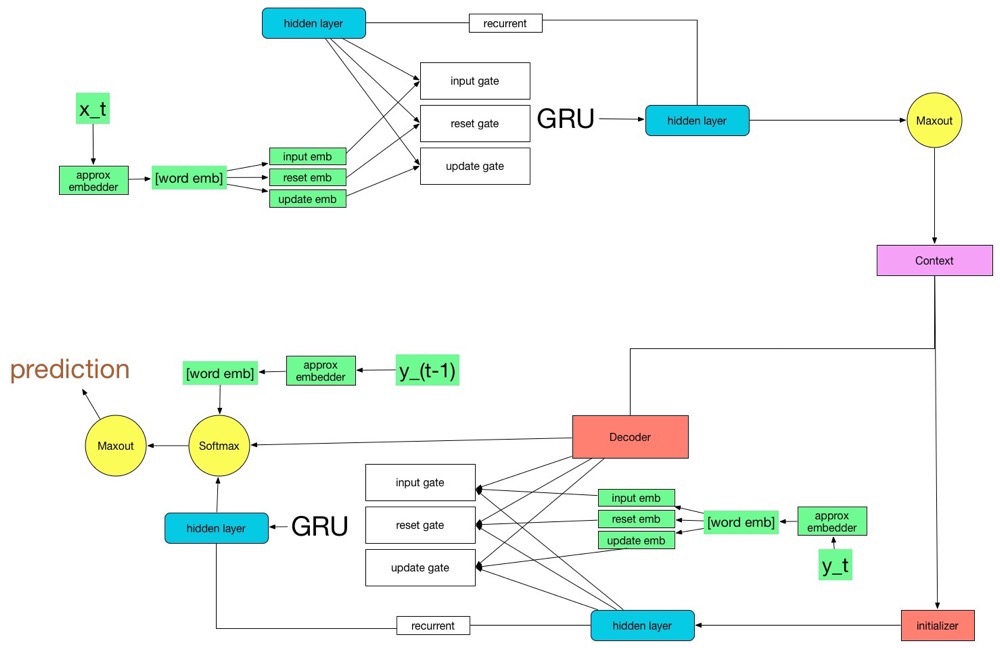 hidden layer
recurrent
input gate
x_t
reset gate
GRU
hidden layer
Maxout
input emb
update gate
approx
embedder
[word emb]
reset emb
update emb
Context
prediction
[word emb]
approx
embedder
y_(t-1)
Maxout
Softmax
Decoder
input gate
input emb
reset gate
reset emb
[word emb]
approx
embedder
hidden layer
GRU
update gate
update emb
y_t
recurrent
hidden layer
initializer